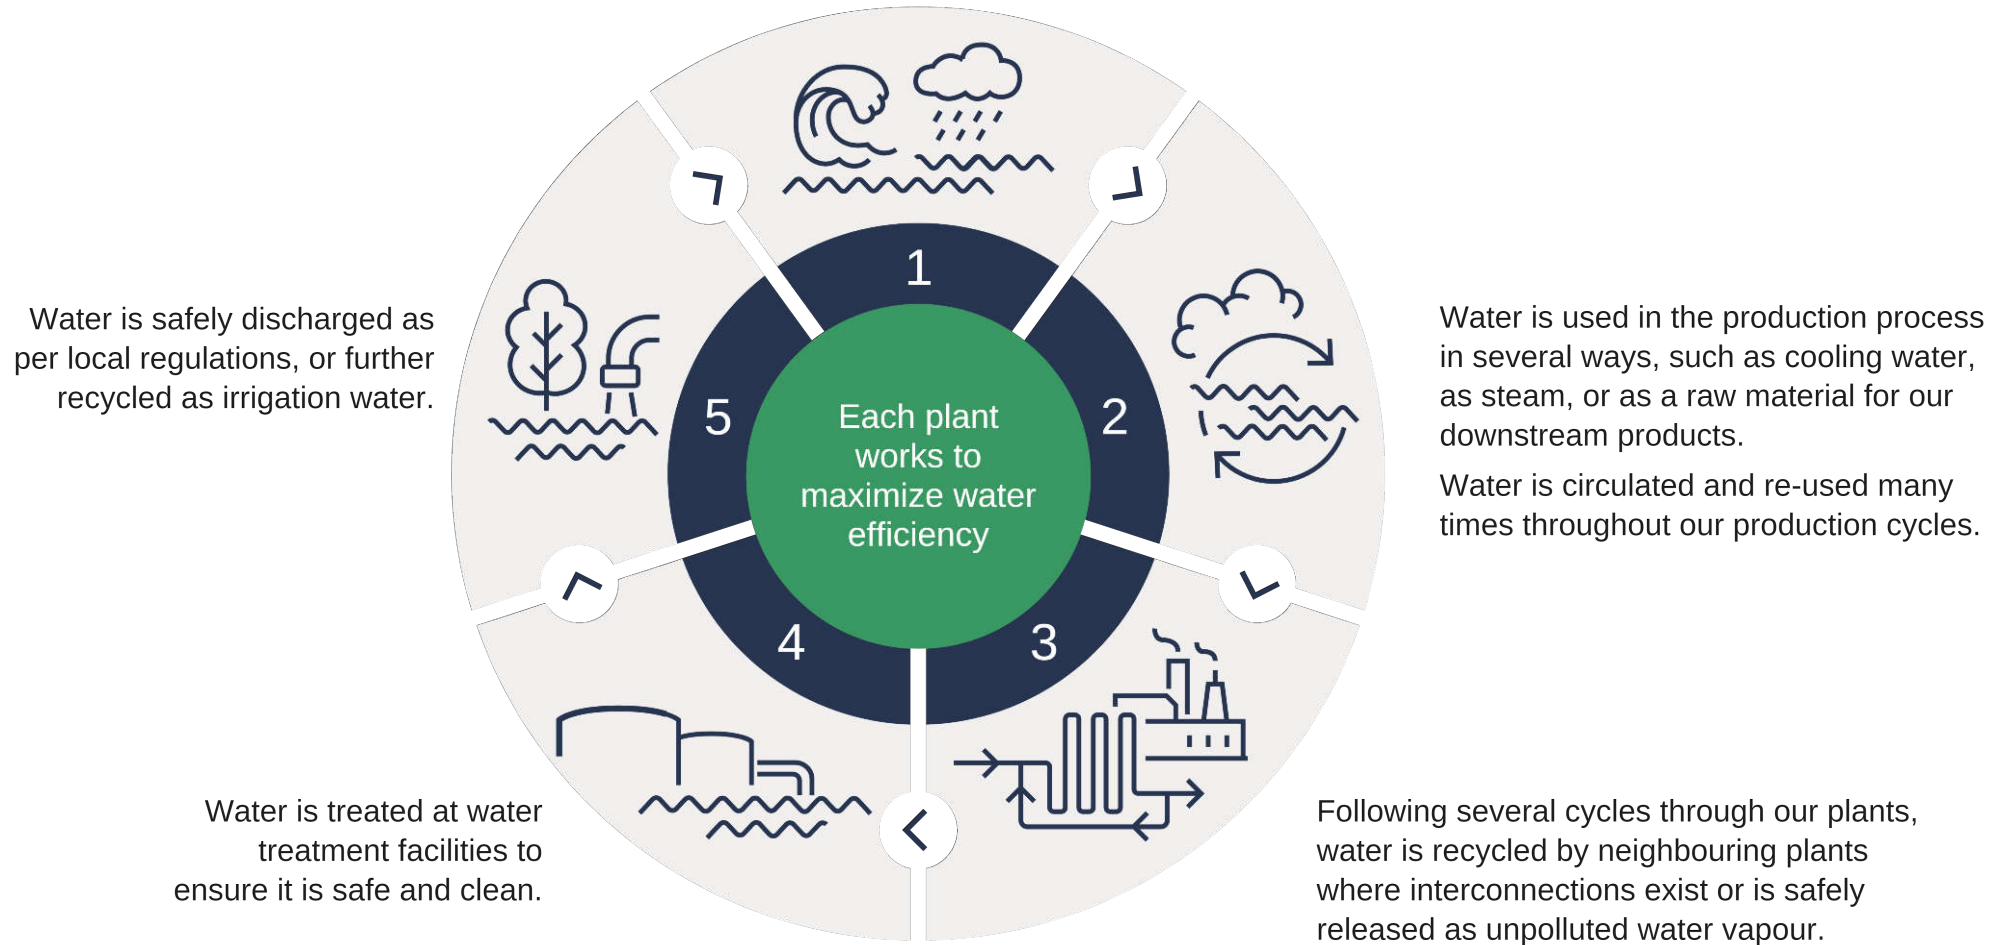 1
2
3
4
5
Each plant
works to
maximize water
efficiency
Water is used in the production process
in several ways, such as cooling water,
as steam, or as a raw material for our
downstream products.
Water is circulated and re-used many
times throughout our production cycles.
Following several cycles through our plants,
water is recycled by neighbouring plants
where interconnections exist or is safely
released as unpolluted water vapour.
Water is treated at water
treatment facilities to
ensure it is safe and clean.
Water is safely discharged as
per local regulations, or further
recycled as irrigation water.